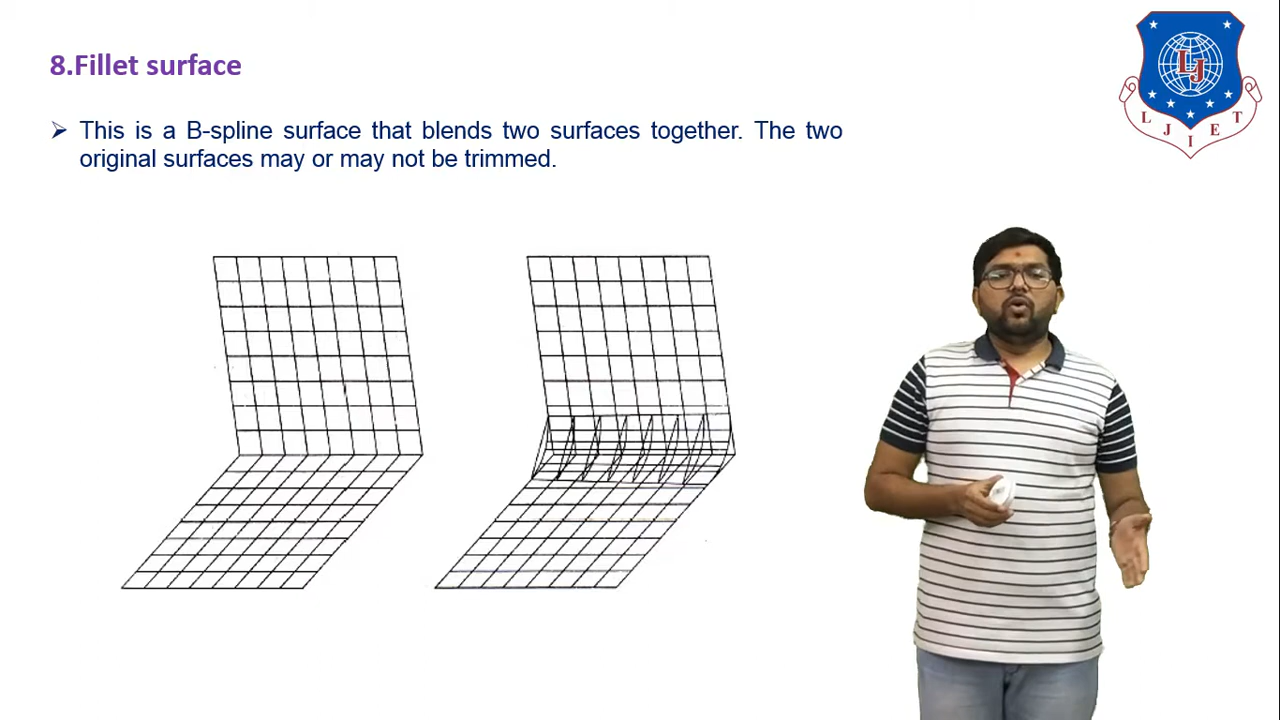 8.Fillet surface
This is a B-spline surface that blends two surfaces together. The two
original surfaces may or may not be trimmed.
LJ
L J I E T